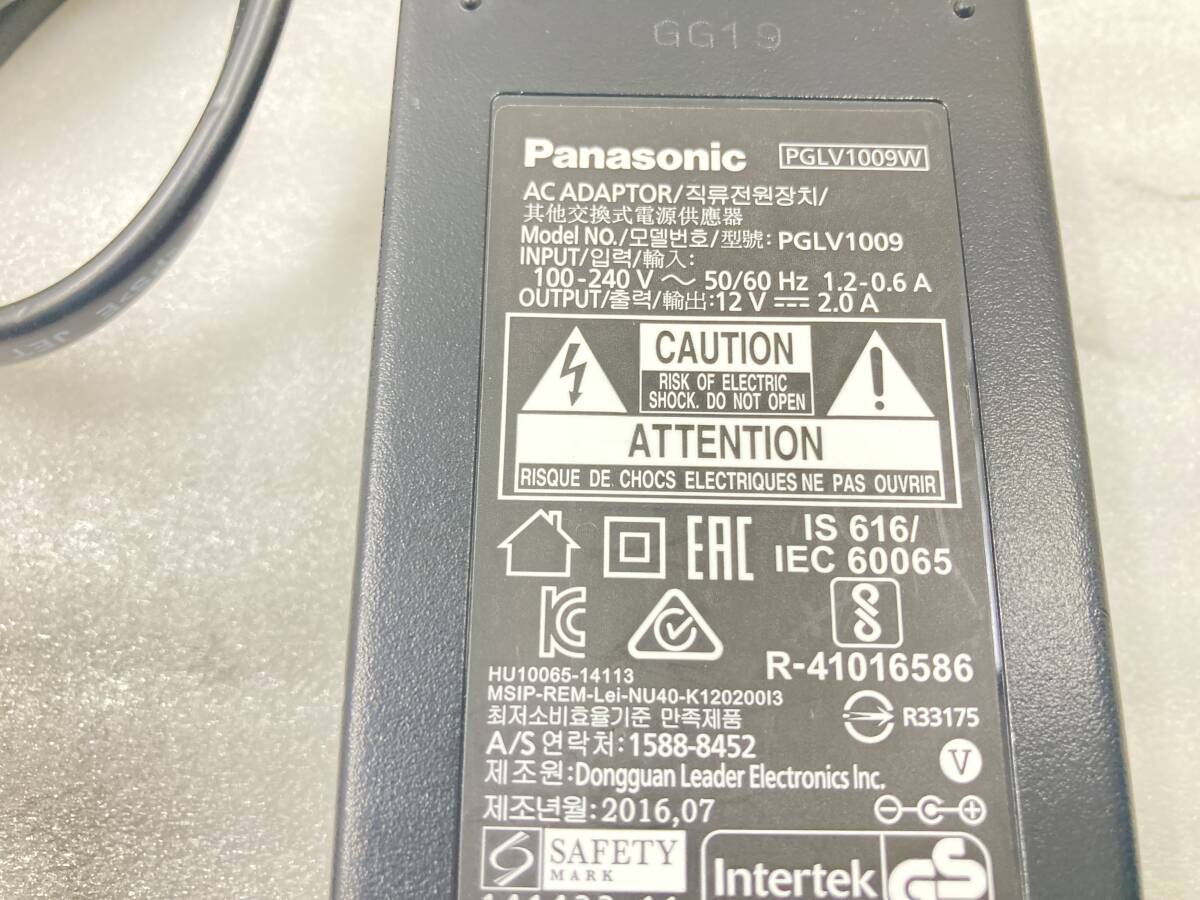 GG19
Panasonic PGLV1009W
AC ADAPTOR/직류전원장치/
其他交換式電源供應器
Model NO./모델번호/型號: PGLV1009
INPUT/입력/輸入:
100-240 V ~ 50/60 Hz 1.2-0.6 A
OUTPUT/출력/輸出:12 V ⎓ 2.0 A
CAUTION
RISK OF ELECTRIC
SHOCK. DO NOT OPEN
ATTENTION
RISQUE DE CHOCS ELECTRIQUES NE PAS OUVRIR
EAC IS 616/
IEC 60065
KC
R-41016586
HU10065-14113
MSIP-REM-Lei-NU40-K12020013
최저소비효율기준 만족제품
R33175
A/S 연락처:1588-8452
V
제조원:Dongguan Leader Electronics Inc.
제조년월:2016,07
SAFETY
MARK
Intertek
GS